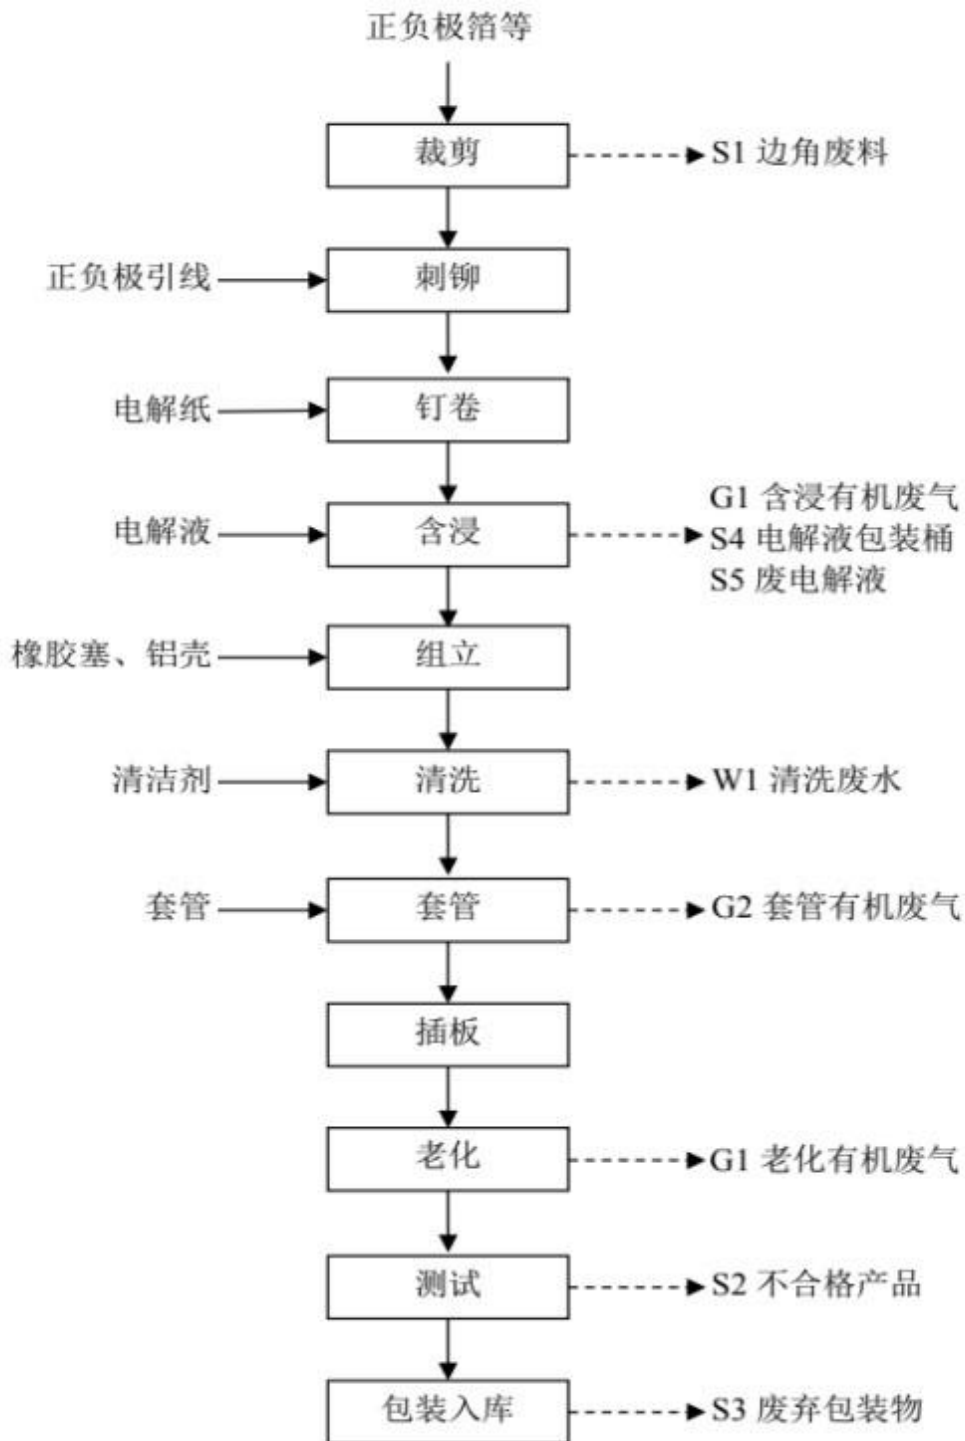 正负极箔等
裁剪
S1 边角废料
正负极引线
刺铆
电解纸
钉卷
电解液
含浸
G1 含浸有机废气
S4 电解液包装桶
S5 废电解液
橡胶塞、铝壳
组立
清洁剂
清洗
W1 清洗废水
套管
套管
G2 套管有机废气
插板
老化
G1 老化有机废气
测试
S2 不合格产品
包装入库
S3 废弃包装物